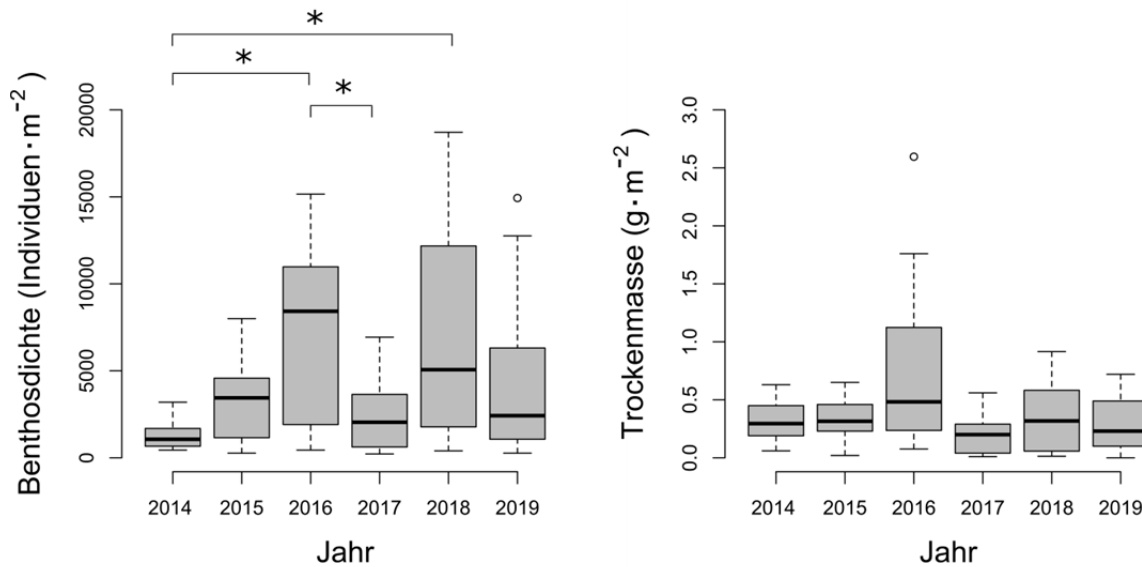 *
*
*
Benthosdichte (Individuen·m⁻²)
20000
15000
10000
5000
0
2014 2015 2016 2017 2018 2019
Jahr
Trockenmasse (g·m⁻²)
3.0
2.5
2.0
1.5
1.0
0.5
0.0
2014 2015 2016 2017 2018 2019
Jahr